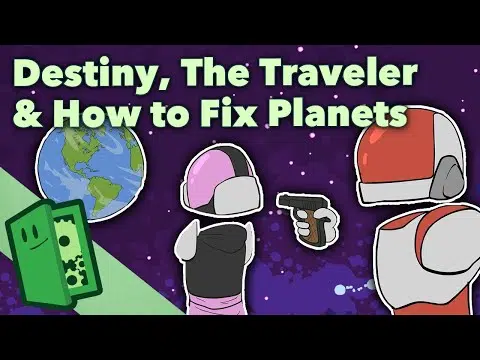 Destiny, The Traveler
& How to Fix Planets